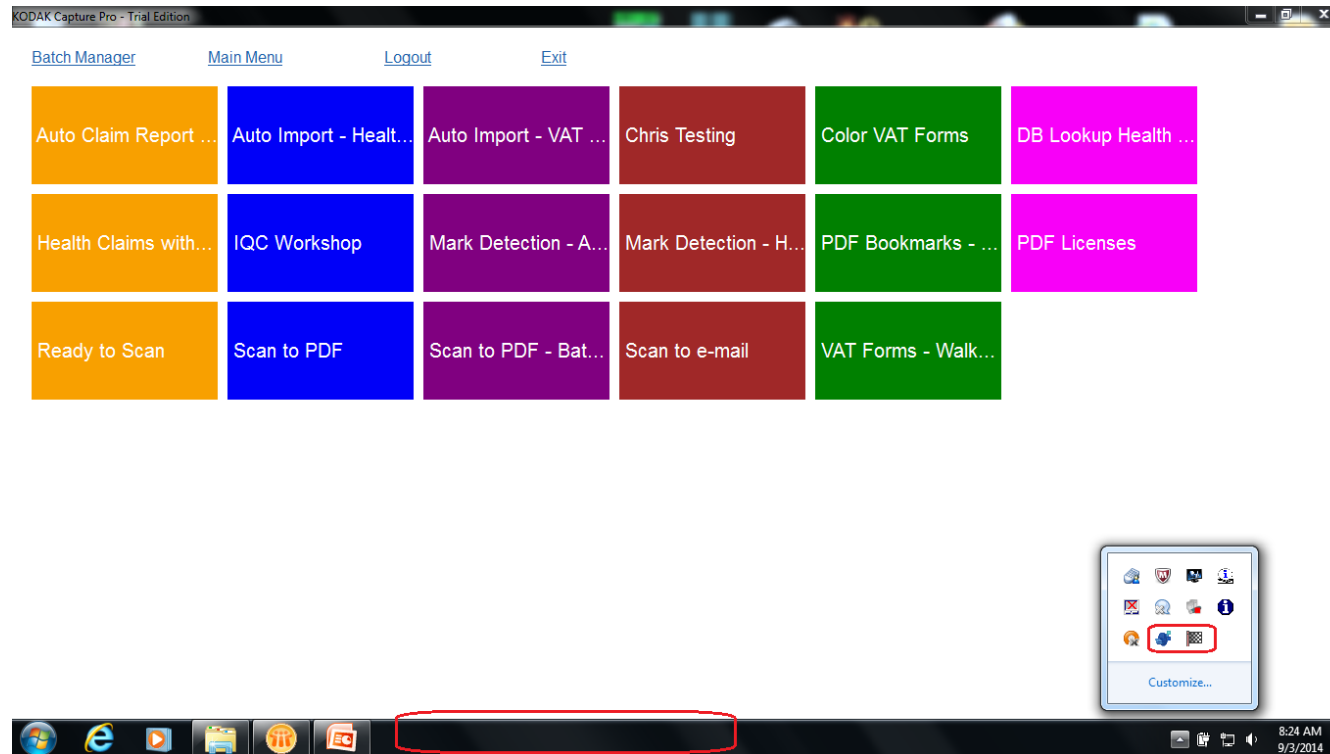 KODAK Capture Pro - Trial Edition
Batch Manager Main Menu Logout Exit
Auto Claim Report ... Auto Import - Healt... Auto Import - VAT ... Chris Testing Color VAT Forms DB Lookup Health ...
Health Claims with... IQC Workshop Mark Detection - A... Mark Detection - H... PDF Bookmarks - ... PDF Licenses
Ready to Scan Scan to PDF Scan to PDF - Bat... Scan to e-mail VAT Forms - Walk...
Customize...
8:24 AM
9/3/2014